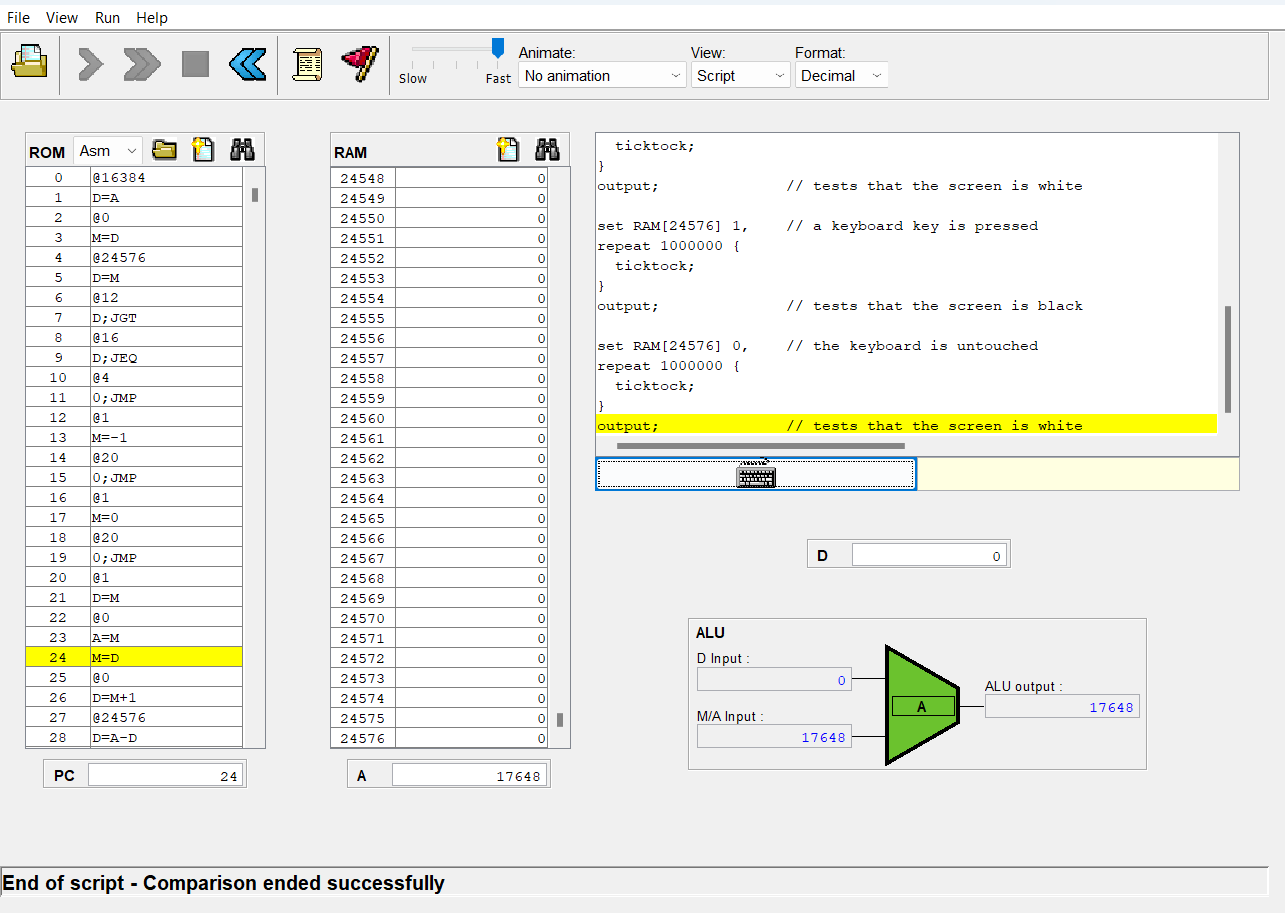 File View Run Help
Slow Fast
Animate:
No animation
View:
Script
Format:
Decimal
ROM Asm
0 @16384
1 D=A
2 @0
3 M=D
4 @24576
5 D=M
6 @12
7 D;JGT
8 @16
9 D;JEQ
10 @4
11 0;JMP
12 @1
13 M=-1
14 @20
15 0;JMP
16 @1
17 M=0
18 @20
19 0;JMP
20 @1
21 D=M
22 @0
23 A=M
24 M=D
25 @0
26 D=M+1
27 @24576
28 D=A-D
PC 24
RAM
24548 0
24549 0
24550 0
24551 0
24552 0
24553 0
24554 0
24555 0
24556 0
24557 0
24558 0
24559 0
24560 0
24561 0
24562 0
24563 0
24564 0
24565 0
24566 0
24567 0
24568 0
24569 0
24570 0
24571 0
24572 0
24573 0
24574 0
24575 0
24576 0
A 17648
ticktock;
}
output; // tests that the screen is white
set RAM[24576] 1, // a keyboard key is pressed
repeat 1000000 {
ticktock;
}
output; // tests that the screen is black
set RAM[24576] 0, // the keyboard is untouched
repeat 1000000 {
ticktock;
}
output; // tests that the screen is white
D 0
ALU
D Input :
0
M/A Input :
17648
A
ALU output :
17648
End of script - Comparison ended successfully